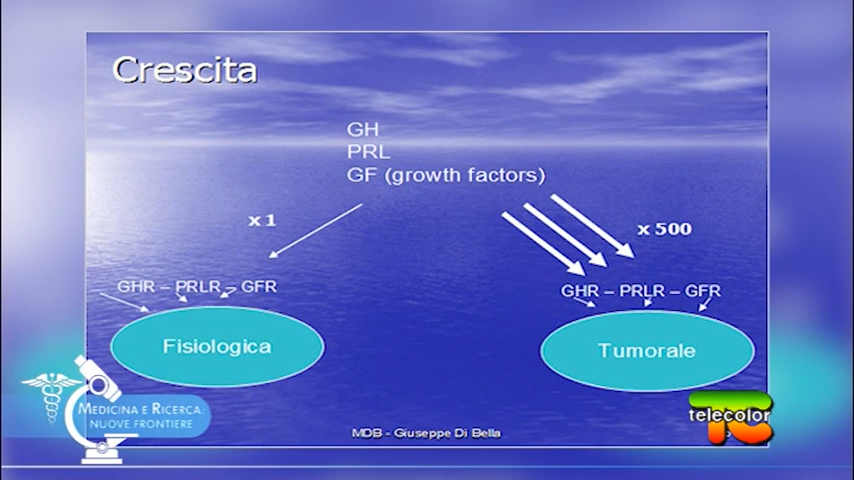 Crescita
GH
PRL
GF (growth factors)
x 1
x 500
GHR – PRLR – GFR
GHR – PRLR – GFR
Fisiologica
Tumorale
MDB - Giuseppe Di Bella
MEDICINA E RICERCA:
NUOVE FRONTIERE
telecolor
TC